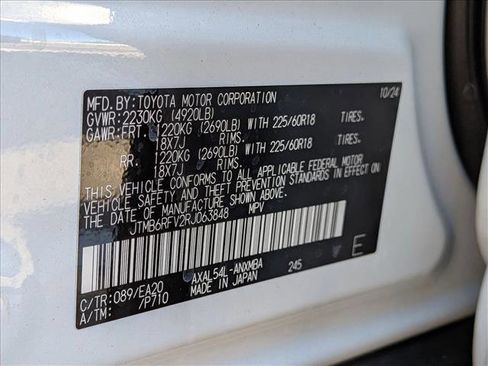 MFD. BY: TOYOTA MOTOR CORPORATION 10/24
GVWR: 2230KG (4920LB)
GAWR: FRT. 1220KG (2690LB) WITH 225/60R18 TIRES.
18X7J RIMS.
RR. 1220KG (2690LB) WITH 225/60R18 TIRES.
18X7J RIMS.
THIS VEHICLE CONFORMS TO ALL APPLICABLE FEDERAL MOTOR
VEHICLE SAFETY AND THEFT PREVENTION STANDARDS IN EFFECT ON
THE DATE OF MANUFACTURE SHOWN ABOVE.
JTMB6RFV2RJ063848 MPV
C/TR: 089/EA20 AXAL54L-ANXMBA 245 E
A/TM: /P710 MADE IN JAPAN